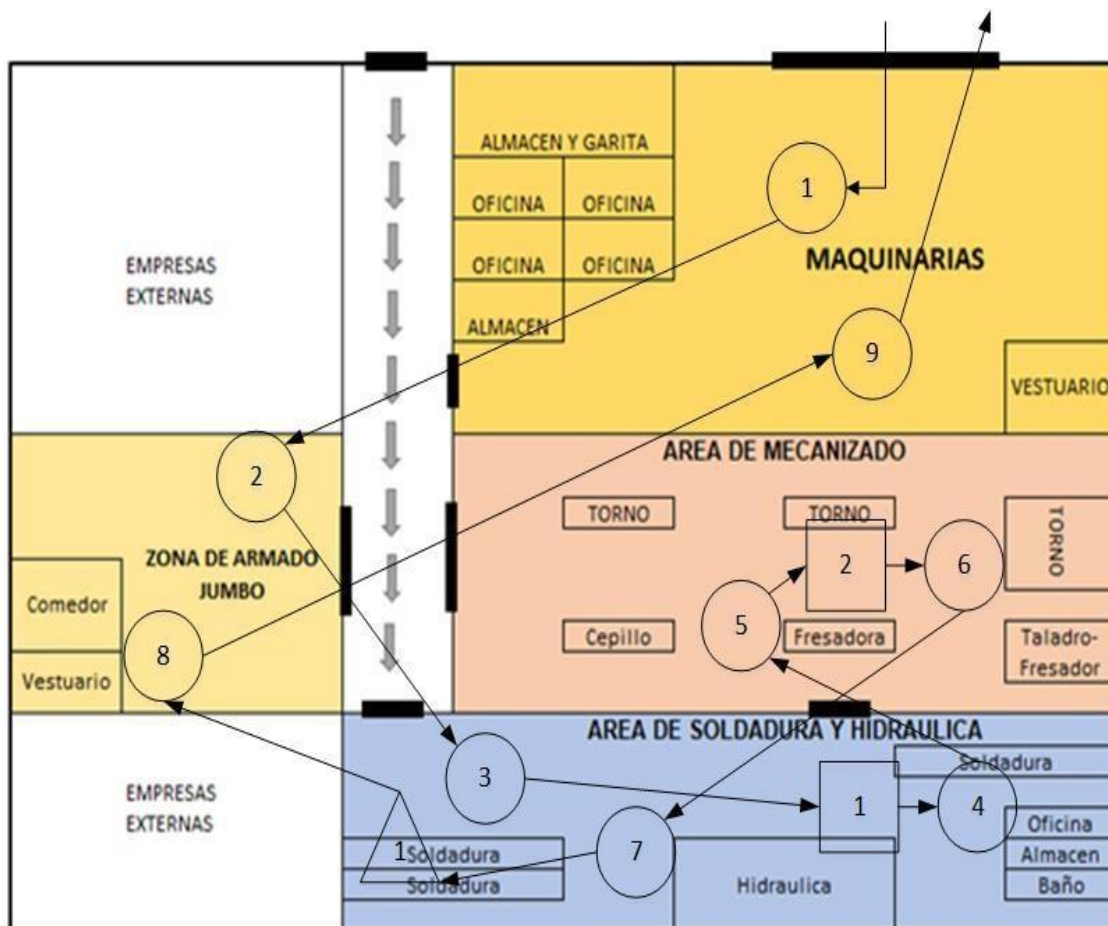 ALMACEN Y GARITA
1
OFICINA
OFICINA
MAQUINARIAS
EMPRESAS
EXTERNAS
OFICINA
OFICINA
ALMACEN
9
VESTUARIO
AREA DE MECANIZADO
2
TORNO
TORNO
TORNO
ZONA DE ARMADO
JUMBO
2
6
Comedor
5
Cepillo
Fresadora
Taladro-
Fresador
8
Vestuario
AREA DE SOLDADURA Y HIDRAULICA
Soldadura
3
1
4
EMPRESAS
EXTERNAS
Oficina
1
Soldadura
7
Almacen
Soldadura
Hidraulica
Baño